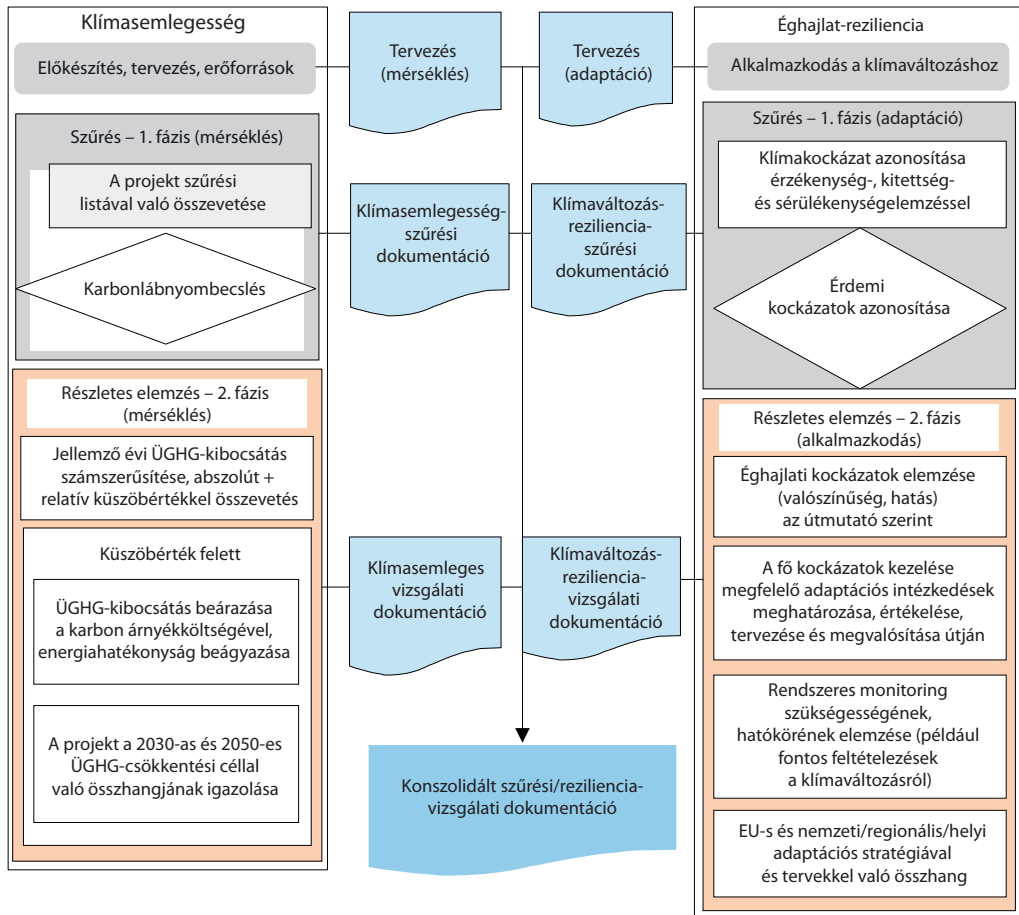 Klímasemlegesség
Előkészítés, tervezés, erőforrások
Szűrés – 1. fázis (mérséklés)
A projekt szűrési
listával való összevetése
Karbonlábnyombecslés
Részletes elemzés – 2. fázis
(mérséklés)
Jellemző évi ÜGHG-kibocsátás
számszerűsítése, abszolút +
relatív küszöbértékkel összevetés
Küszöbérték felett
ÜGHG-kibocsátás beárazása
a karbon árnyékköltségével,
energiahatékonyság beágyazása
A projekt a 2030-as és 2050-es
ÜGHG-csökkentési céllal
való összhangjának igazolása
Tervezés
(mérséklés)
Tervezés
(adaptáció)
Klímasemlegesség-
szűrési
dokumentáció
Klímaváltozás-
reziliencia-
szűrési
dokumentáció
Klímasemleges
vizsgálati
dokumentáció
Klímaváltozás-
reziliencia-
vizsgálati
dokumentáció
Konszolidált szűrési/reziliencia-
vizsgálati dokumentáció
Éghajlat-reziliencia
Alkalmazkodás a klímaváltozáshoz
Szűrés – 1. fázis (adaptáció)
Klímakockázat azonosítása
érzékenység-, kitettség-
és sérülékenységelemzéssel
Érdemi
kockázatok azonosítása
Részletes elemzés – 2. fázis
(alkalmazkodás)
Éghajlati kockázatok elemzése
(valószínűség, hatás)
az útmutató szerint
A fő kockázatok kezelése
megfelelő adaptációs intézkedések
meghatározása, értékelése,
tervezése és megvalósítása útján
Rendszeres monitoring
szükségességének,
hatókörének elemzése (például
fontos feltételezések
a klímaváltozásról)
EU-s és nemzeti/regionális/helyi
adaptációs stratégiával
és tervekkel való összhang